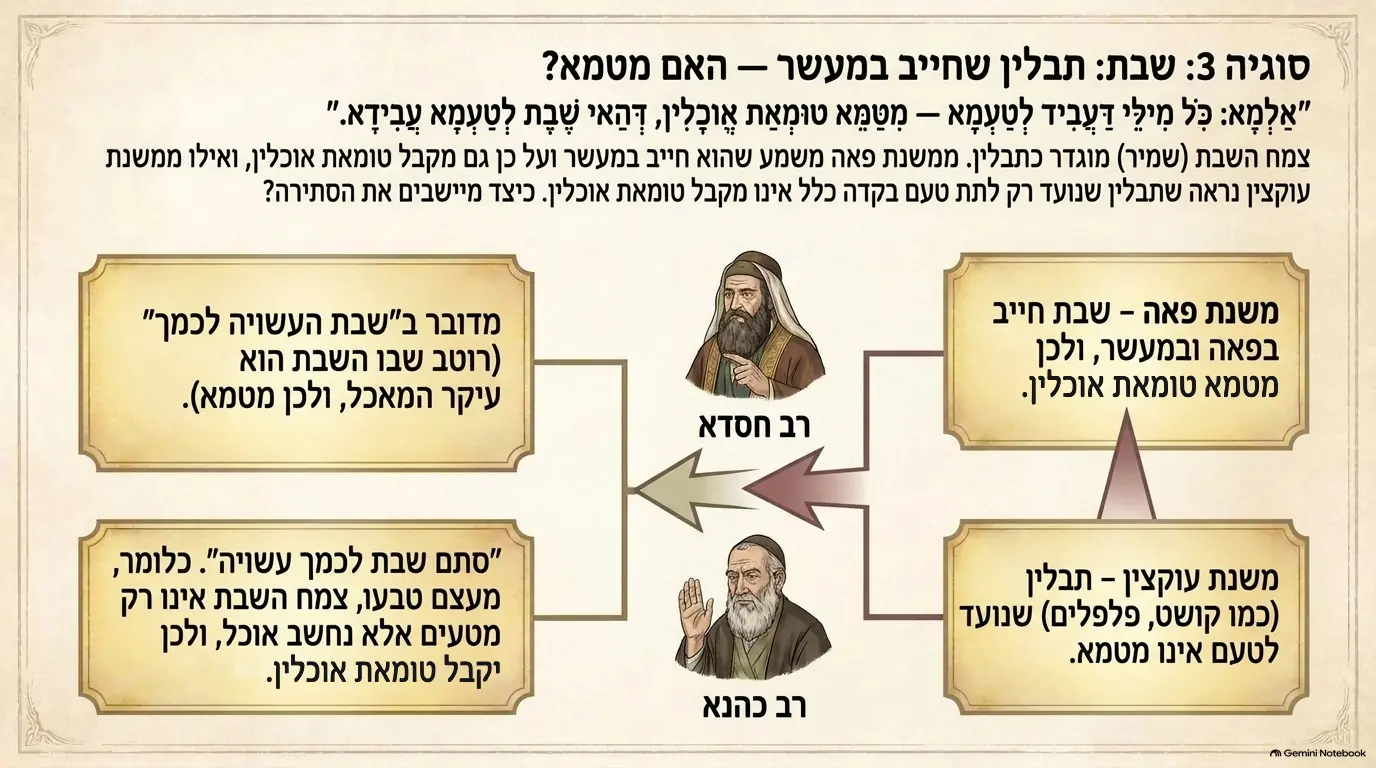 סוגיה 3: שבת: תבלין שחייב במעשר — האם מטמא?
"אַלְמָא: כֹּל מִילֵּי דַּעֲבִיד לְטַעְמָא — מִטַּמֵּא טוּמְאַת אֳוכָלִין, דְּהַאי שֶׁבֶת לְטַעְמָא עֲבִידָא."
צמח השבת (שמיר) מוגדר כתבלין. ממשנת פאה משמע שהוא חייב במעשר ועל כן גם מקבל טומאת אוכלין, ואילו ממשנת
עוקצין נראה שתבלין שנועד רק לתת טעם בקדה כלל אינו מקבל טומאת אוכלין. כיצד מיישבים את הסתירה?
משנת פאה – שבת חייב
בפאה ובמעשר, ולכן
מטמא טומאת אוכלין.
משנת עוקצין – תבלין
(כמו קושט, פלפלים) שנועד
לטעם אינו מטמא.
רב חסדא
מדובר ב"שבת העשויה לכמך"
(רוטב שבו השבת הוא
עיקר המאכל, ולכן מטמא).
רב כהנא
"סתם שבת לכמך עשויה". כלומר,
מעצם טבעו, צמח השבת אינו רק
מטעים אלא נחשב אוכל, ולכן
יקבל טומאת אוכלין.
Gemini Notebook